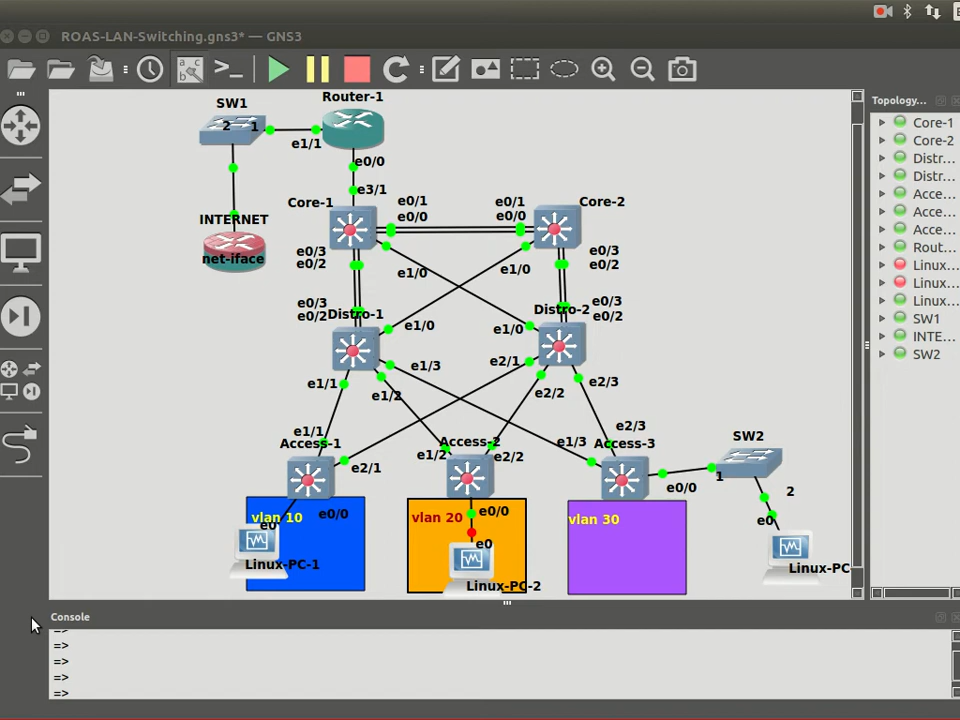 ROAS-LAN-Switching.gns3* — GNS3
SW1
Router-1
2 1
e1/1
e0/0
e3/1
INTERNET
net-iface
Core-1
e0/1
e0/0
e0/1
e0/0
Core-2
e0/3
e0/2
e1/0
e1/0
e0/3
e0/2
e0/3
e0/2
Distro-1
e1/0
e1/0
Distro-2
e0/3
e0/2
e1/1
e1/3
e1/2
e2/1
e2/2
e2/3
e1/1
Access-1
e2/1
e1/2
Access-2
e2/2
e1/3
e2/3
Access-3
e0/0
SW2
1
2
e0
vlan 10
e0/0
e0
Linux-PC-1
vlan 20
e0/0
e0
Linux-PC-2
vlan 30
Linux-PC
Topology...
Core-1
Core-2
Distr...
Distr...
Acce...
Acce...
Acce...
Rout...
Linux...
Linux...
Linux...
SW1
INTE...
SW2
Console
=>
=>
=>
=>